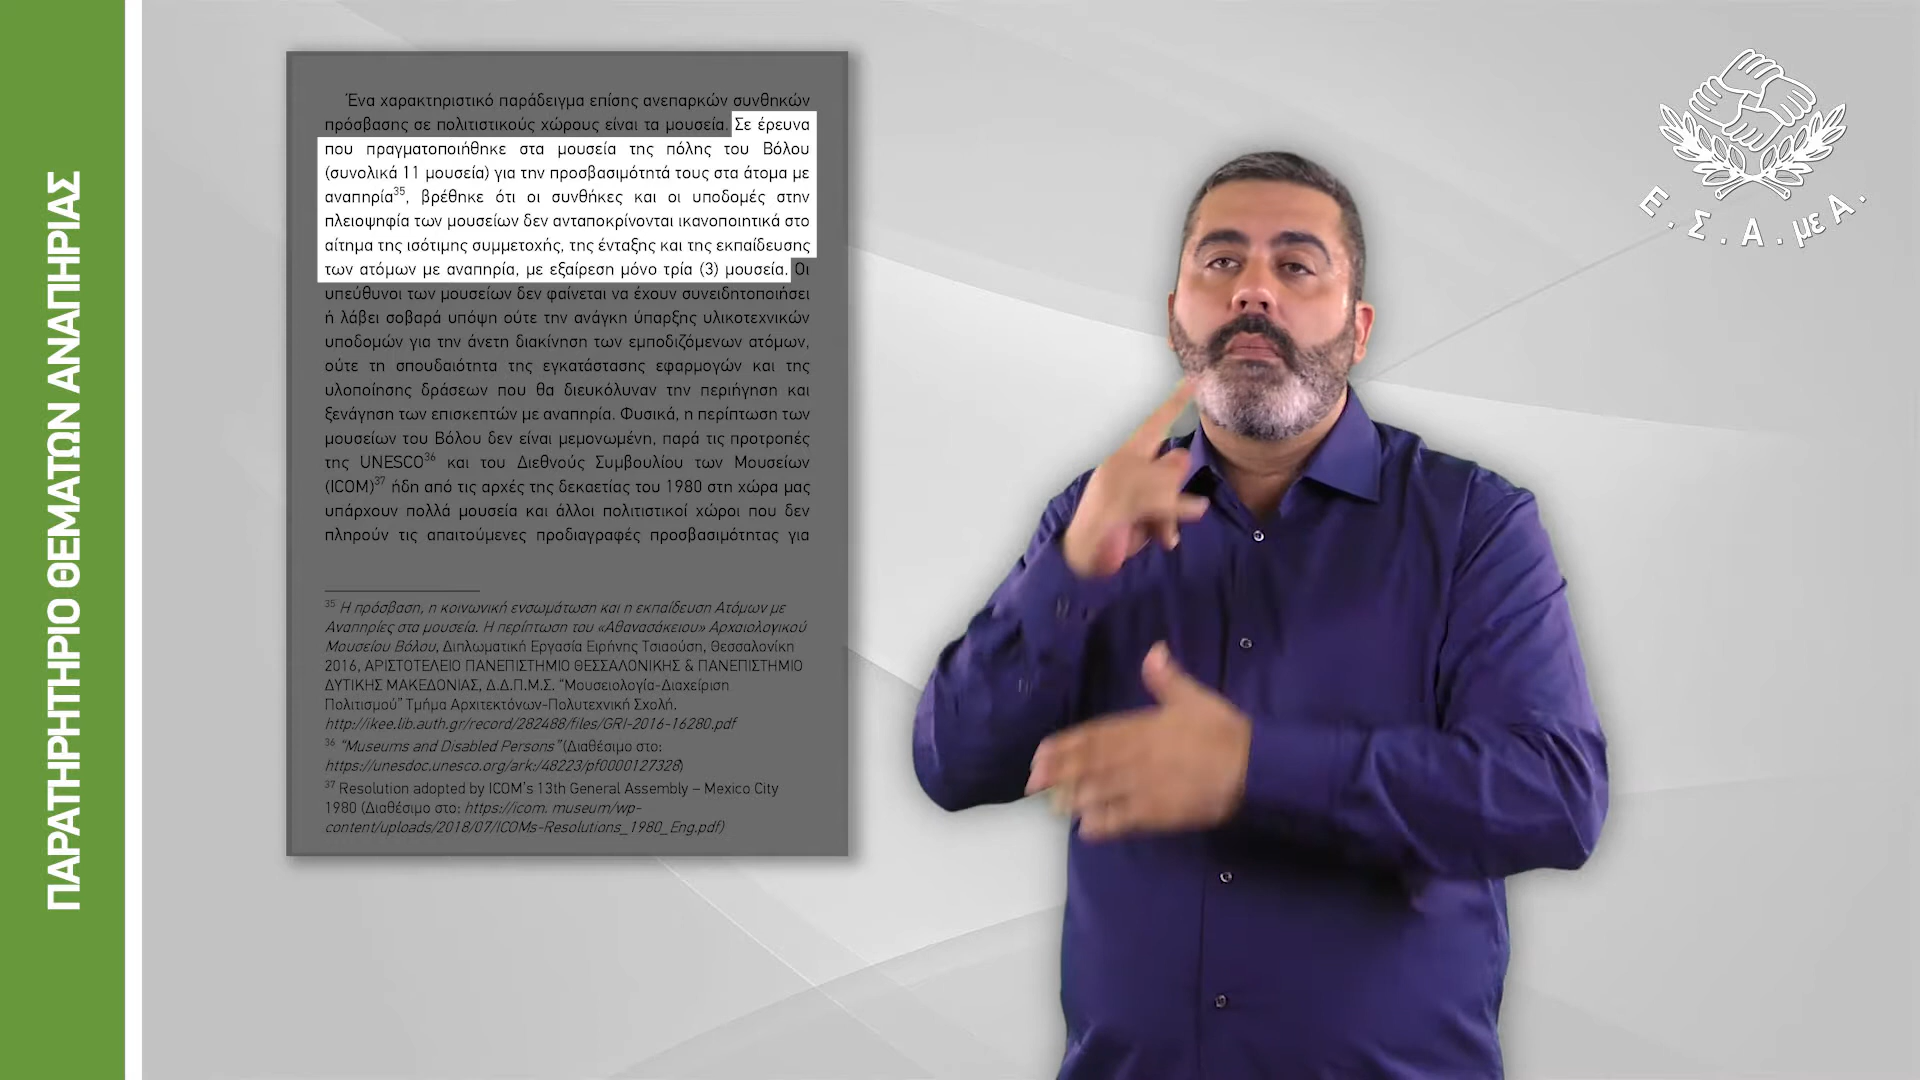 ΠΑΡΑΤΗΡΗΤΗΡΙΟ ΘΕΜΑΤΩΝ ΑΝΑΠΗΡΙΑΣ
Ένα χαρακτηριστικό παράδειγμα επίσης ανεπαρκών συνθηκών
πρόσβασης σε πολιτιστικούς χώρους είναι τα μουσεία. Σε έρευνα
που πραγματοποιήθηκε στα μουσεία της πόλης του Βόλου
(συνολικά 11 μουσεία) για την προσβασιμότητά τους στα άτομα με
αναπηρία³⁵, βρέθηκε ότι οι συνθήκες και οι υποδομές στην
πλειοψηφία των μουσείων δεν ανταποκρίνονται ικανοποιητικά στο
αίτημα της ισότιμης συμμετοχής, της ένταξης και της εκπαίδευσης
των ατόμων με αναπηρία, με εξαίρεση μόνο τρία (3) μουσεία. Οι
υπεύθυνοι των μουσείων δεν φαίνεται να έχουν συνειδητοποιήσει
ή λάβει σοβαρά υπόψη ούτε την ανάγκη ύπαρξης υλικοτεχνικών
υποδομών για την άνετη διακίνηση των εμποδιζόμενων ατόμων,
ούτε τη σπουδαιότητα της εγκατάστασης εφαρμογών και της
υλοποίησης δράσεων που θα διευκόλυναν την περιήγηση και
ξενάγηση των επισκεπτών με αναπηρία. Φυσικά, η περίπτωση των
μουσείων του Βόλου δεν είναι μεμονωμένη, παρά τις προτροπές
της UNESCO³⁶ και του Διεθνούς Συμβουλίου των Μουσείων
(ICOM)³⁷ ήδη από τις αρχές της δεκαετίας του 1980 στη χώρα μας
υπάρχουν πολλά μουσεία και άλλοι πολιτιστικοί χώροι που δεν
πληρούν τις απαιτούμενες προδιαγραφές προσβασιμότητας για
³⁵ Η πρόσβαση, η κοινωνική ενσωμάτωση και η εκπαίδευση Ατόμων με
Αναπηρίες στα μουσεία. Η περίπτωση του «Αθανασάκειου» Αρχαιολογικού
Μουσείου Βόλου, Διπλωματική Εργασία Ειρήνης Τσιαούση, Θεσσαλονίκη
2016, ΑΡΙΣΤΟΤΕΛΕΙΟ ΠΑΝΕΠΙΣΤΗΜΙΟ ΘΕΣΣΑΛΟΝΙΚΗΣ & ΠΑΝΕΠΙΣΤΗΜΙΟ
ΔΥΤΙΚΗΣ ΜΑΚΕΔΟΝΙΑΣ, Δ.Δ.Π.Μ.Σ. “Μουσειολογία-Διαχείριση
Πολιτισμού” Τμήμα Αρχιτεκτόνων-Πολυτεχνική Σχολή.
http://ikee.lib.auth.gr/record/282488/files/GRI-2016-16280.pdf
³⁶ “Museums and Disabled Persons” (Διαθέσιμο στο:
https://unesdoc.unesco.org/ark:/48223/pf0000127328)
³⁷ Resolution adopted by ICOM’s 13th General Assembly – Mexico City
1980 (Διαθέσιμο στο: https://icom. museum/wp-
content/uploads/2018/07/ICOMs-Resolutions_1980_Eng.pdf)
Ε.Σ.Α.μεΑ.